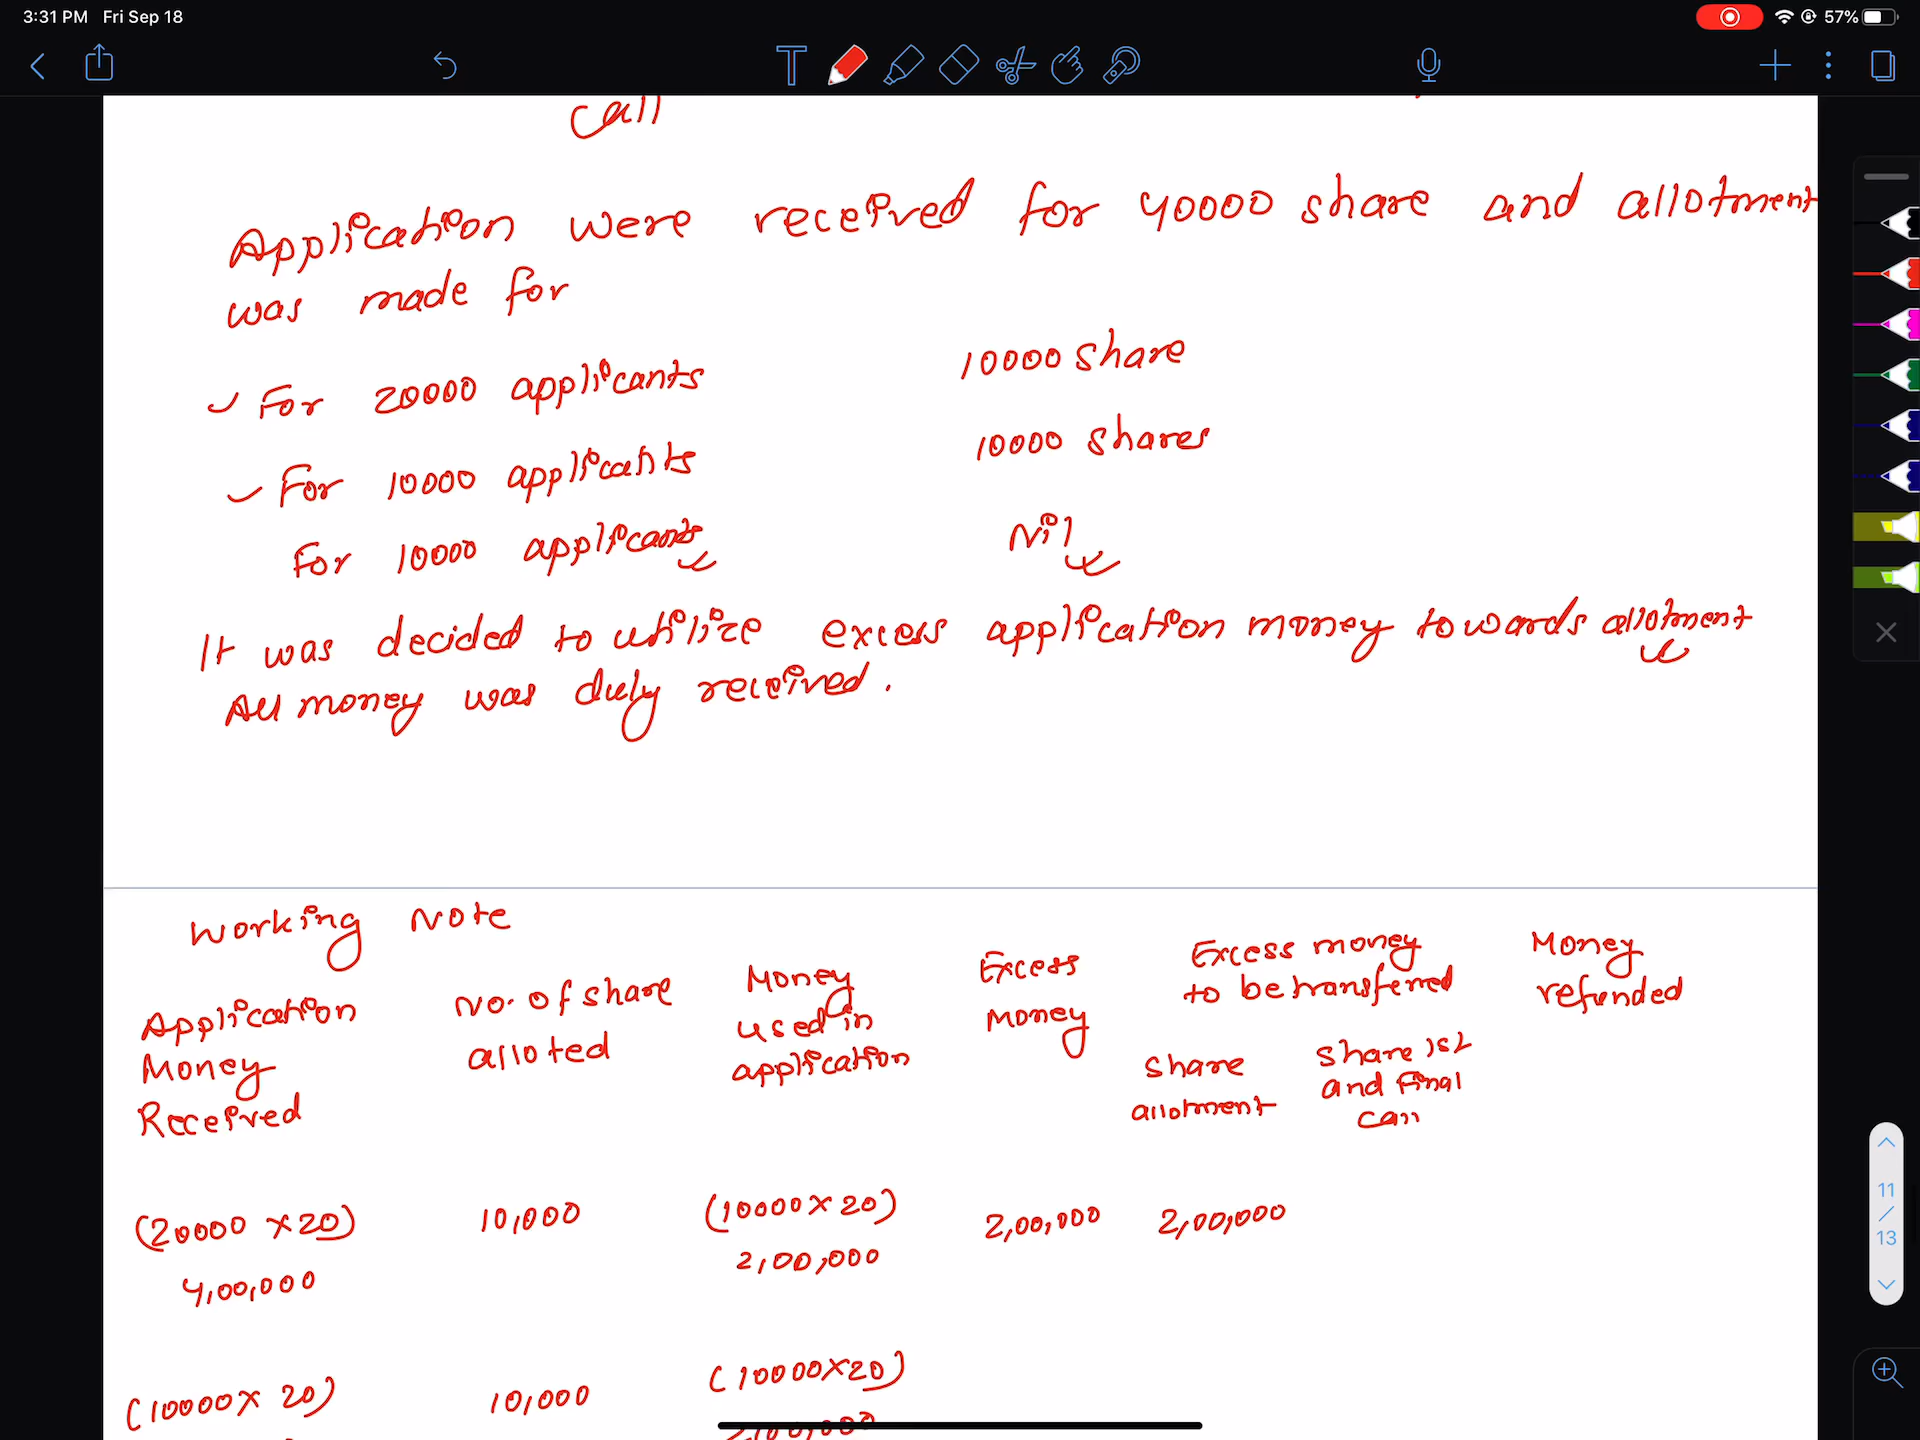 3:31 PM Fri Sep 18
57%
T
call
Application were received for 40000 share and allotment
was made for
For 20000 applicants 10000 share
For 10000 applicants 10000 shares
For 10000 applicants Nil
It was decided to utilize excess application money towards allotment
All money was duly received.
Working Note
Application Money Received
No. of share alloted
Money used in application
Excess Money
Excess money to be transferred
Share allotment
Share 1st and final call
Money refunded
(20000 x 20) 10,000 (10000 x 20) 2,00,000 2,00,000
4,00,000 2,00,000
(10000 x 20) 10,000 (10000x20)
2,00,000
11
/
13